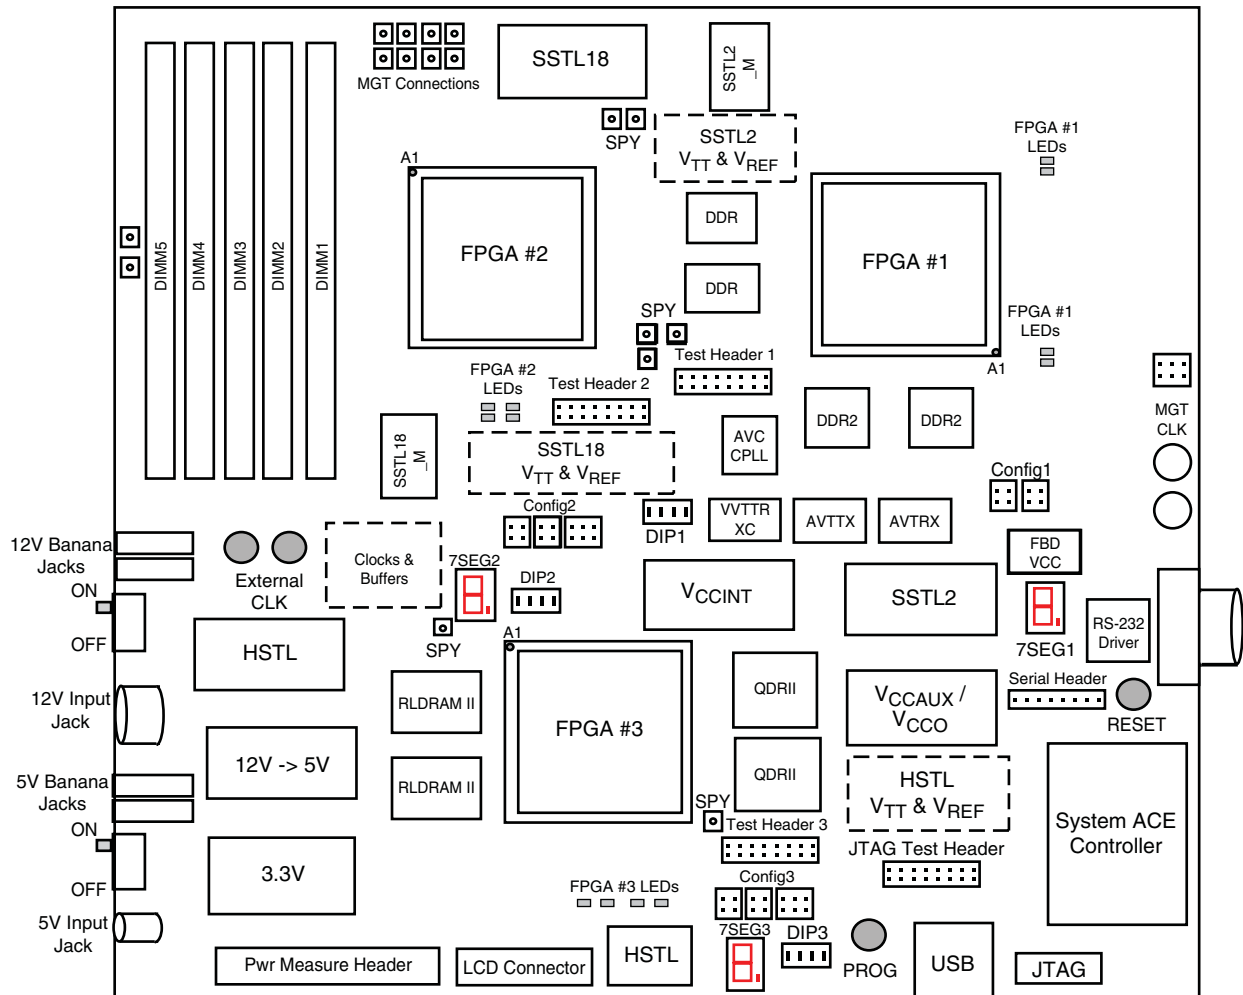 MGT Connections
SSTL18
SSTL2
_M
SPY
SSTL2
VTT & VREF
FPGA #1
LEDs
A1
FPGA #2
DDR
DDR
FPGA #1
A1
DIMM5
DIMM4
DIMM3
DIMM2
DIMM1
SPY
FPGA #1
LEDs
Test Header 1
FPGA #2
LEDs
Test Header 2
MGT
CLK
SSTL18
_M
SSTL18
VTT & VREF
AVC
CPLL
DDR2
DDR2
Config1
Config2
DIP1
VVTTR
XC
AVTTX
AVTRX
FBD
VCC
12V Banana
Jacks
External
CLK
Clocks &
Buffers
7SEG2
DIP2
VCCINT
SSTL2
7SEG1
RS-232
Driver
ON
OFF
HSTL
SPY
A1
Serial Header
RESET
12V Input
Jack
RLDRAM II
FPGA #3
QDRII
VCCAUX /
VCCO
12V -> 5V
RLDRAM II
QDRII
HSTL
VTT & VREF
System ACE
Controller
5V Banana
Jacks
SPY
Test Header 3
JTAG Test Header
ON
OFF
3.3V
FPGA #3 LEDs
Config3
5V Input
Jack
Pwr Measure Header
LCD Connector
HSTL
7SEG3
DIP3
PROG
USB
JTAG